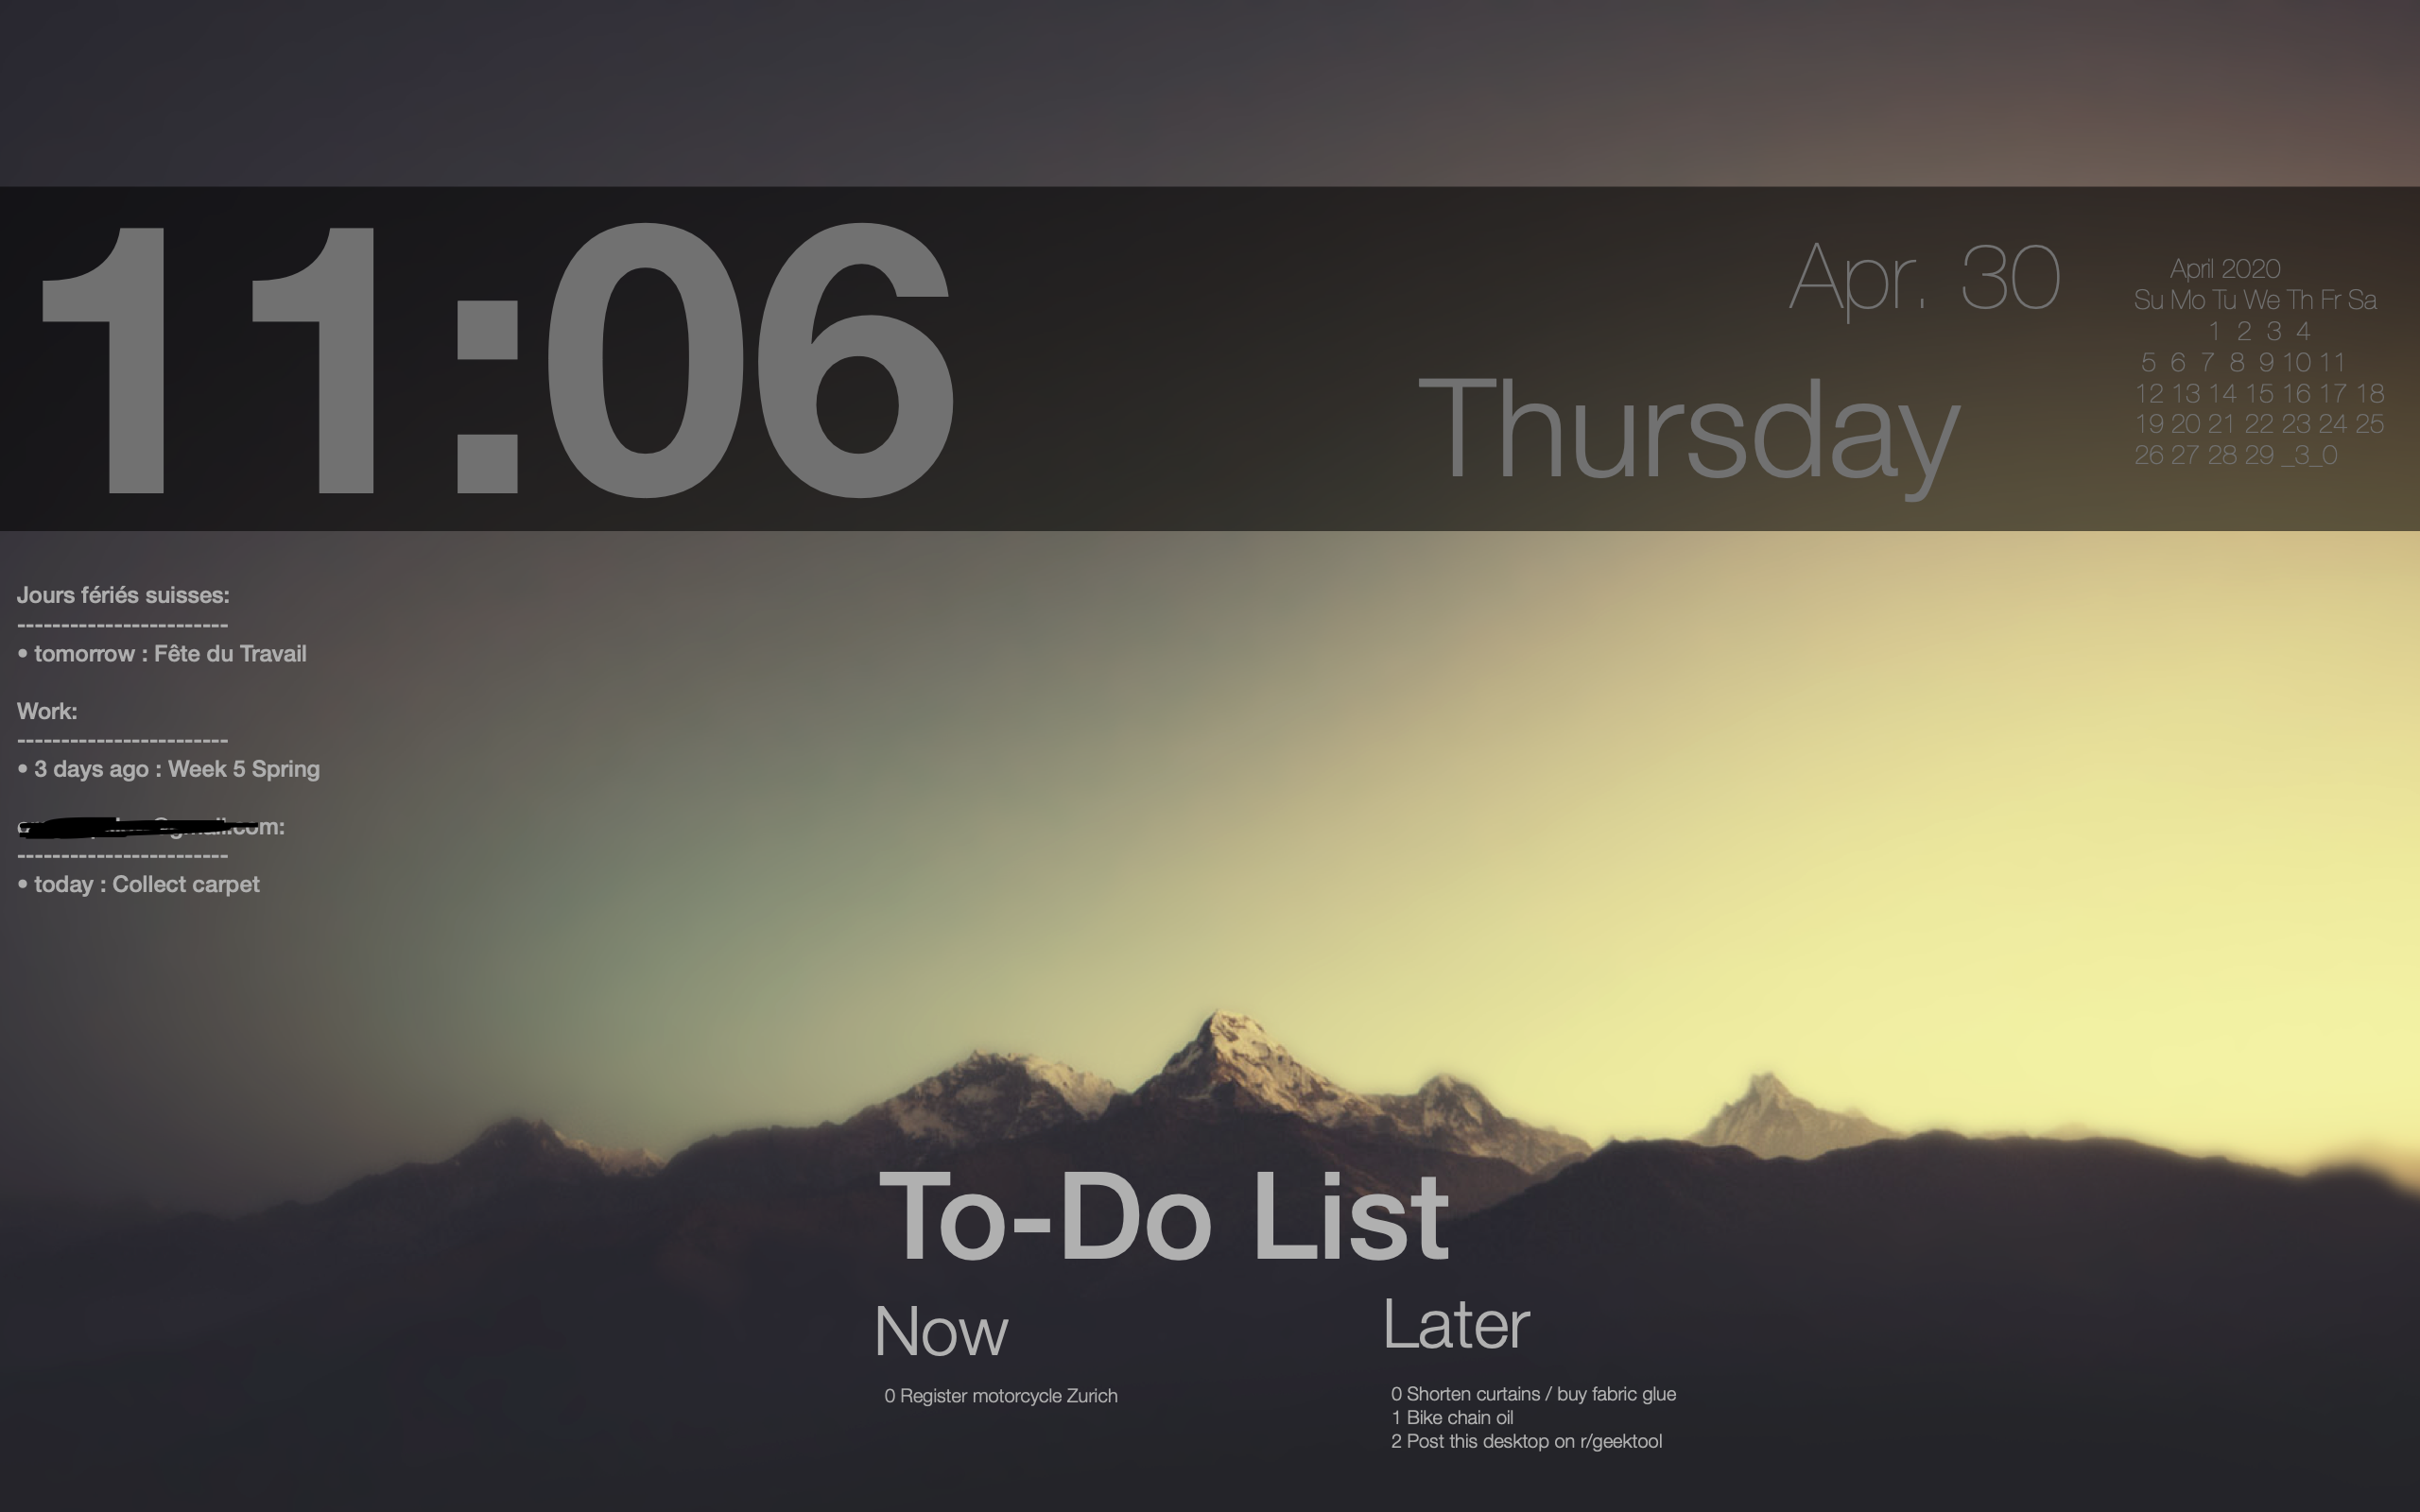 11:06
Apr. 30
Thursday
April 2020
Su Mo Tu We Th Fr Sa
1 2 3 4
5 6 7 8 9 10 11
12 13 14 15 16 17 18
19 20 21 22 23 24 25
26 27 28 29 _3_0
Jours fériés suisses:
------------------------
• tomorrow : Fête du Travail
Work:
------------------------
• 3 days ago : Week 5 Spring
------------------------
• today : Collect carpet
To-Do List
Now
0 Register motorcycle Zurich
Later
0 Shorten curtains / buy fabric glue
1 Bike chain oil
2 Post this desktop on r/geektool